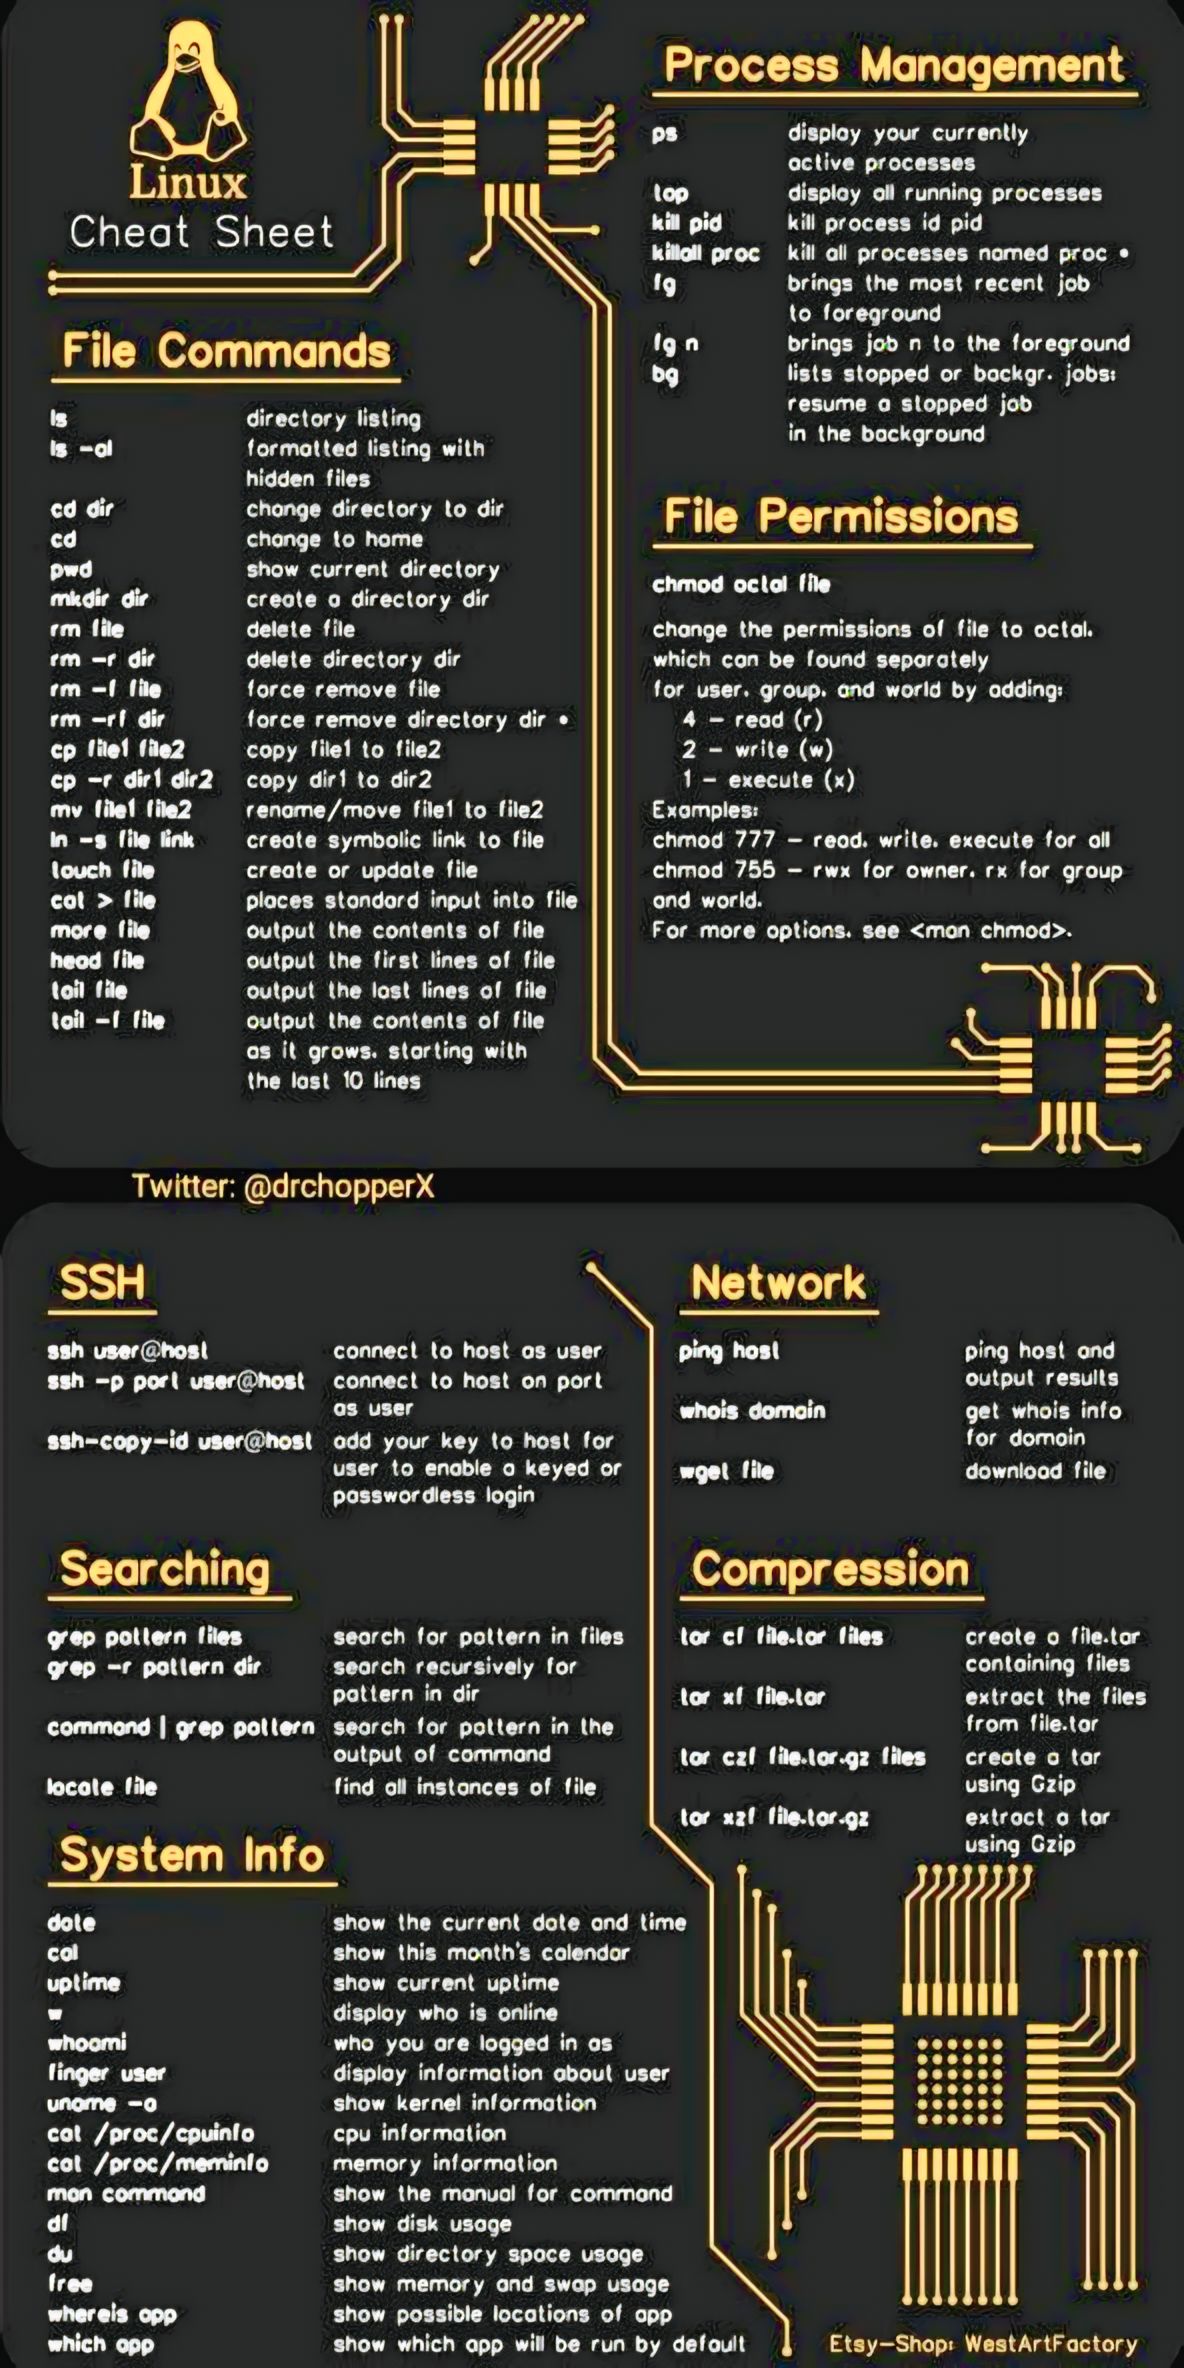 Linux
Cheat Sheet
File Commands
ls directory listing
ls -al formatted listing with
hidden files
cd dir change directory to dir
cd change to home
pwd show current directory
mkdir dir create a directory dir
rm file delete file
rm -r dir delete directory dir
rm -f file force remove file
rm -rf dir force remove directory dir •
cp file1 file2 copy file1 to file2
cp -r dir1 dir2 copy dir1 to dir2
mv file1 file2 rename/move file1 to file2
ln -s file link create symbolic link to file
touch file create or update file
cat > file places standard input into file
more file output the contents of file
head file output the first lines of file
tail file output the last lines of file
tail -f file output the contents of file
as it grows, starting with
the last 10 lines
Process Management
ps display your currently
active processes
top display all running processes
kill pid kill process id pid
killall proc kill all processes named proc •
fg brings the most recent job
to foreground
fg n brings job n to the foreground
bg lists stopped or backgr. jobs;
resume a stopped job
in the background
File Permissions
chmod octal file
change the permissions of file to octal,
which can be found separately
for user, group, and world by adding:
4 - read (r)
2 - write (w)
1 - execute (x)
Examples:
chmod 777 - read, write, execute for all
chmod 755 - rwx for owner, rx for group
and world.
For more options, see <man chmod>.
Twitter: @drchopperX
SSH
ssh user@host connect to host as user
ssh -p port user@host connect to host on port
as user
ssh-copy-id user@host add your key to host for
user to enable a keyed or
passwordless login
Searching
grep pattern files search for pattern in files
grep -r pattern dir search recursively for
pattern in dir
command | grep pattern search for pattern in the
output of command
locate file find all instances of file
System Info
date show the current date and time
cal show this month's calendar
uptime show current uptime
w display who is online
whoami who you are logged in as
finger user display information about user
uname -a show kernel information
cat /proc/cpuinfo cpu information
cat /proc/meminfo memory information
man command show the manual for command
df show disk usage
du show directory space usage
free show memory and swap usage
whereis app show possible locations of app
which app show which app will be run by default
Network
ping host ping host and
output results
whois domain get whois info
for domain
wget file download file
Compression
tar cf file.tar files create a file.tar
containing files
tar xf file.tar extract the files
from file.tar
tar czf file.tar.gz files create a tar
using Gzip
tar xzf file.tar.gz extract a tar
using Gzip
Etsy-Shop: WestArtFactory